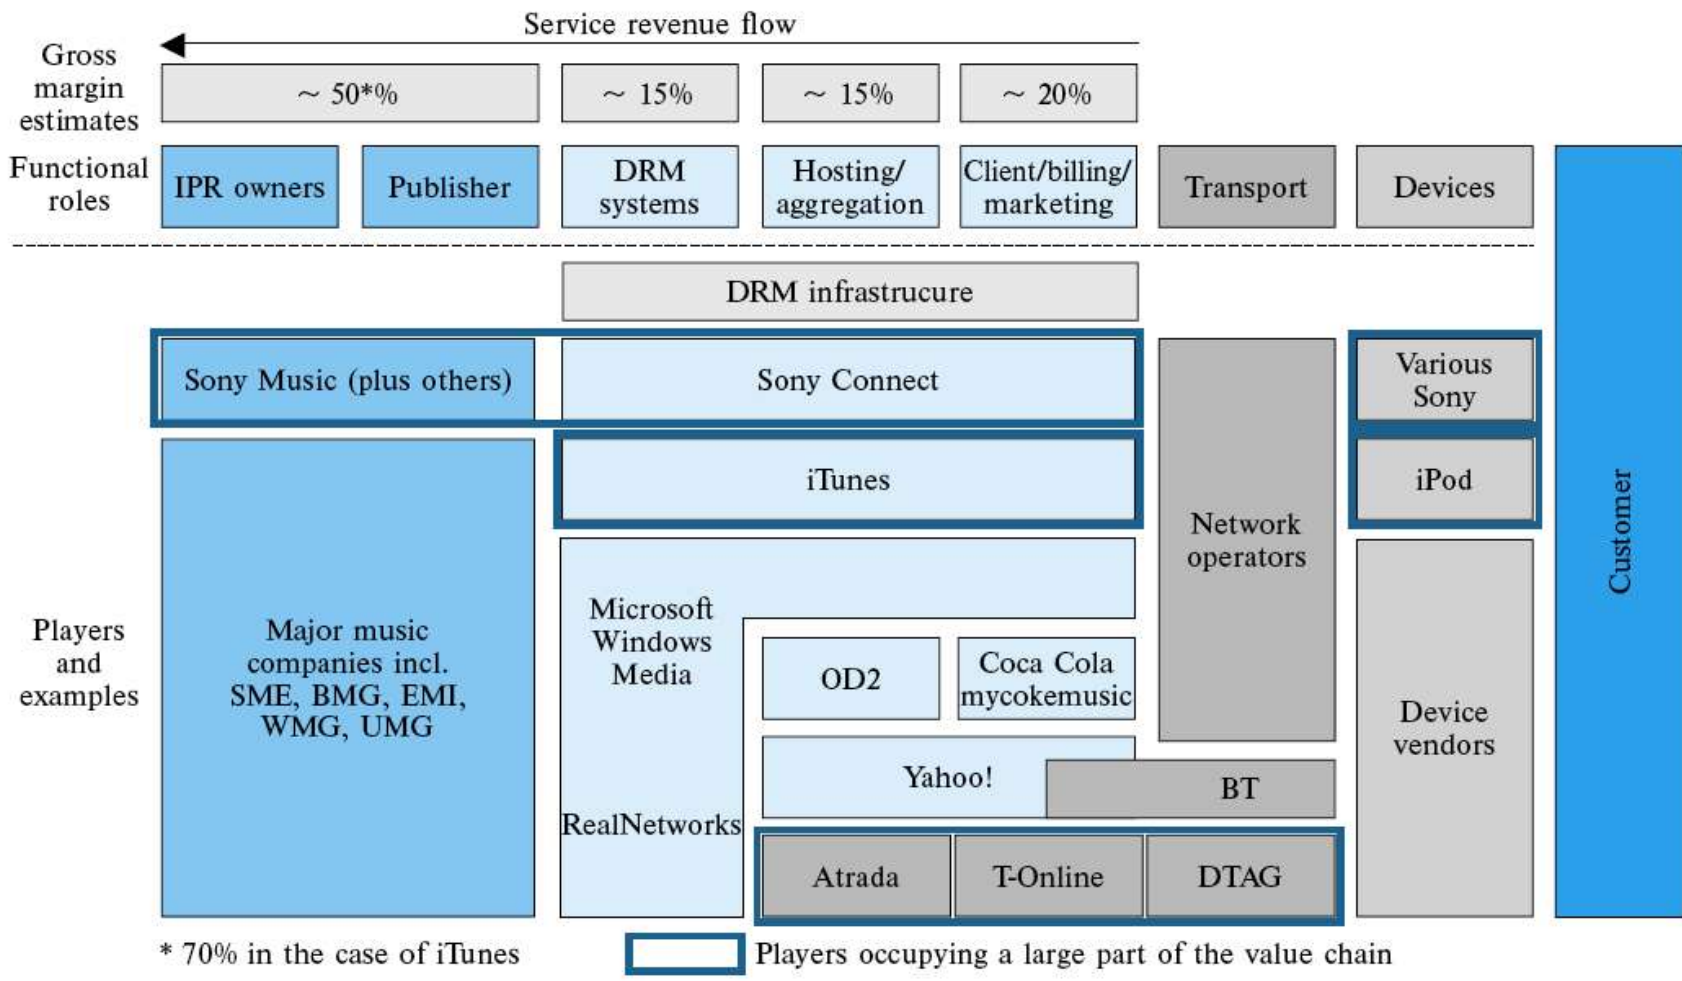 Service revenue flow
Gross
margin
estimates
~ 50*%
~ 15%
~ 15%
~ 20%
Functional
roles
IPR owners
Publisher
DRM
systems
Hosting/
aggregation
Client/billing/
marketing
Transport
Devices
DRM infrastrucure
Sony Music (plus others)
Sony Connect
Various
Sony
iTunes
iPod
Network
operators
Customer
Players
and
examples
Major music
companies incl.
SME, BMG, EMI,
WMG, UMG
Microsoft
Windows
Media
RealNetworks
OD2
Coca Cola
mycokemusic
Device
vendors
Yahoo!
BT
Atrada
T-Online
DTAG
* 70% in the case of iTunes
Players occupying a large part of the value chain